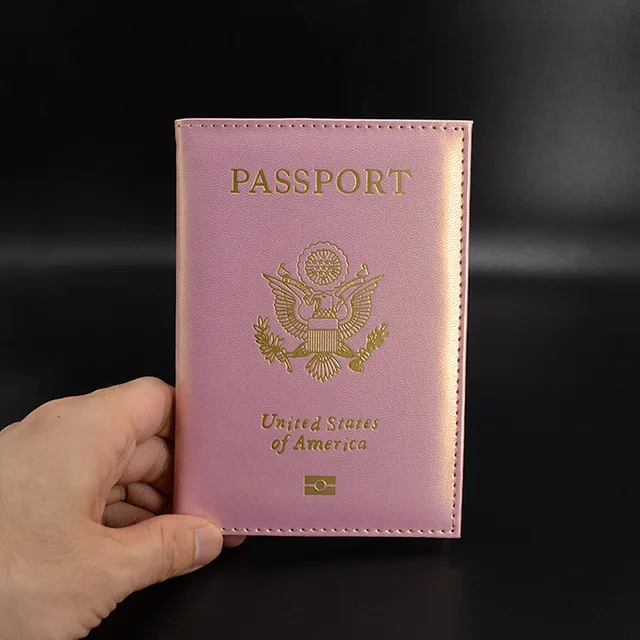 PASSPORT
United States
of America